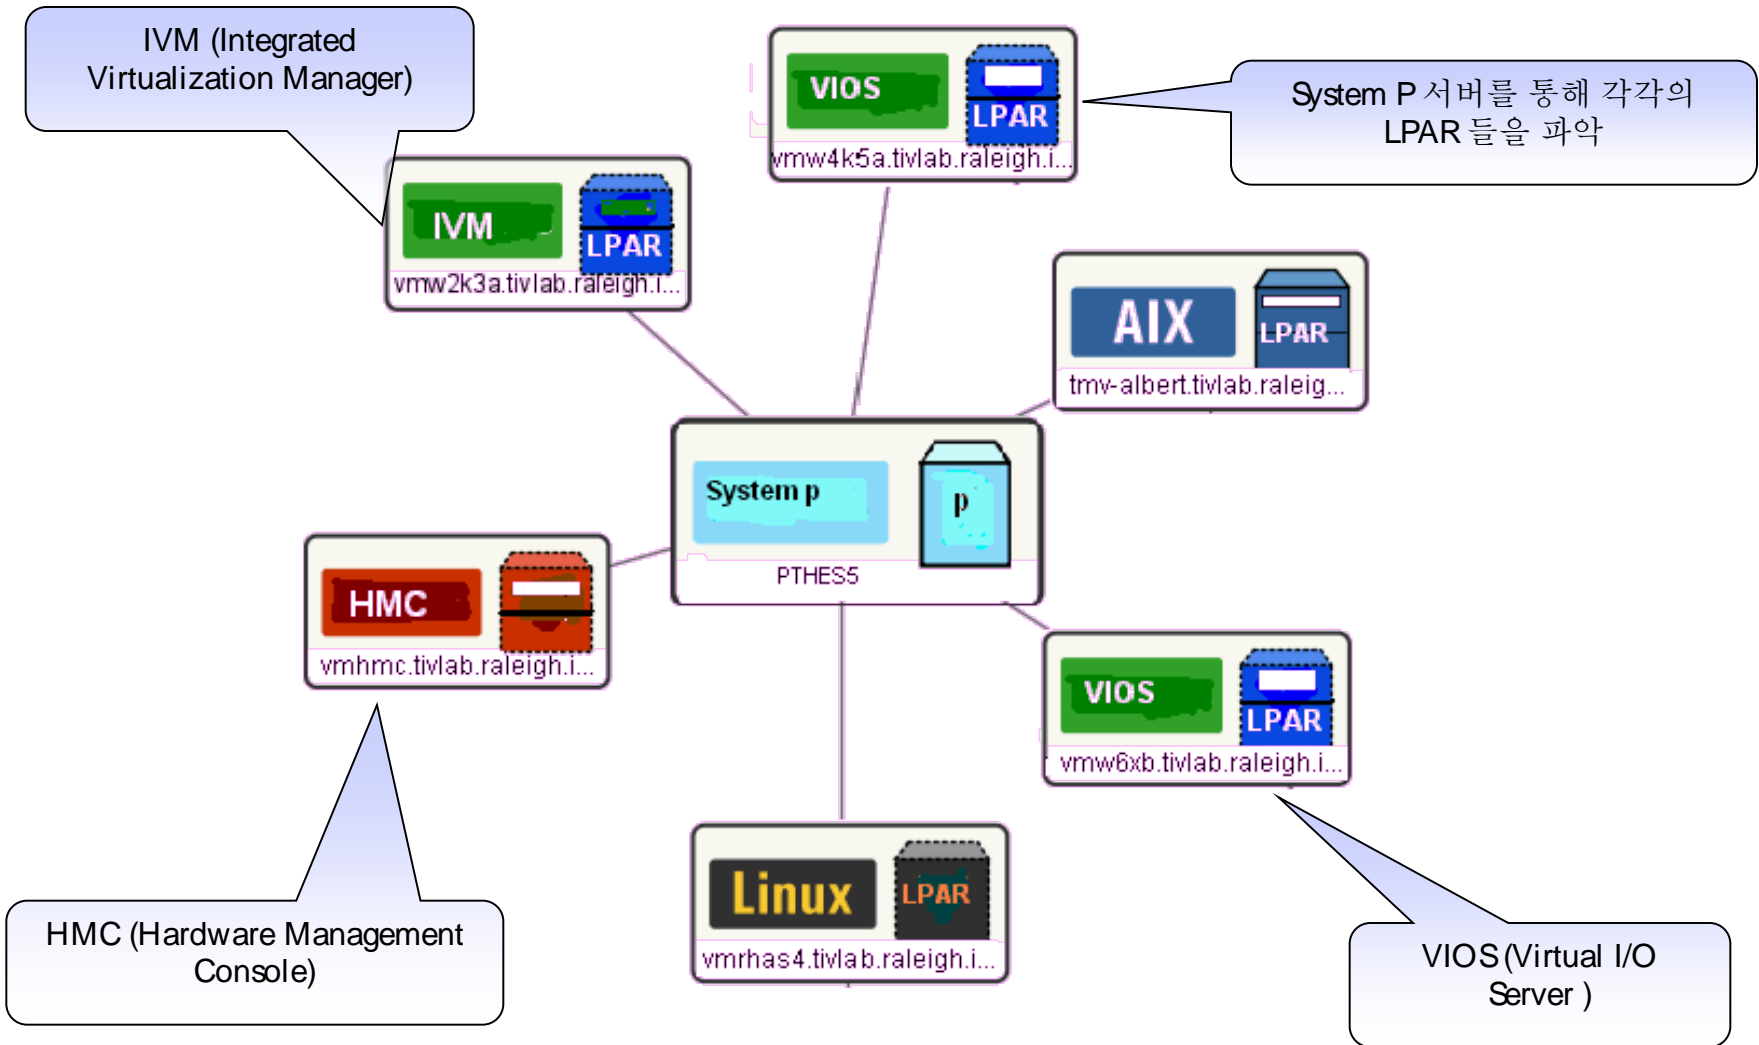 IVM (Integrated
Virtualization Manager)
VIOS
LPAR
vmw4k5a.tivlab.raleigh.i...
System P 서버를 통해 각각의
LPAR 들을 파악
IVM
LPAR
vmw2k3a.tivlab.raleigh.i...
AIX
LPAR
tmv-albert.tivlab.raleig...
System p
p
PTHES5
HMC
vmhmc.tivlab.raleigh.i...
VIOS
LPAR
vmw6xb.tivlab.raleigh.i...
Linux
LPAR
vmrhas4.tivlab.raleigh.i...
HMC (Hardware Management
Console)
VIOS (Virtual I/O
Server )